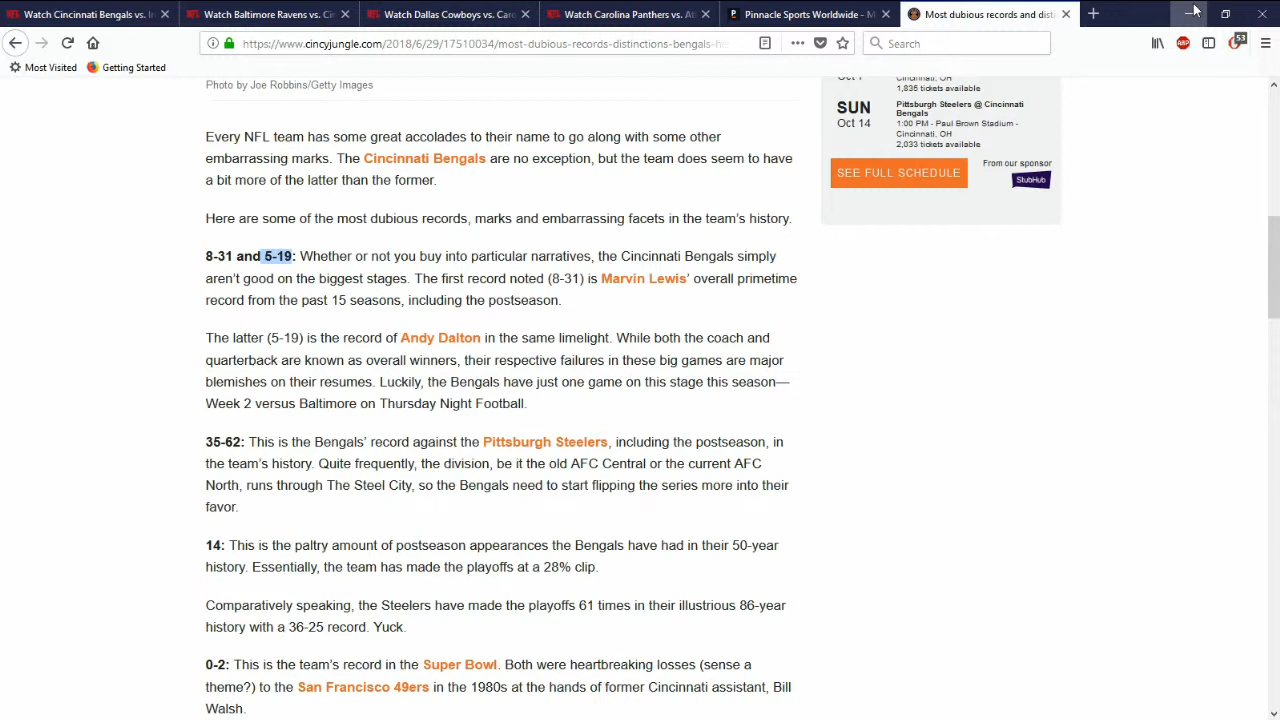 Watch Cincinnati Bengals vs. In
Watch Baltimore Ravens vs. Cin
Watch Dallas Cowboys vs. Caro
Watch Carolina Panthers vs. Atl
Pinnacle Sports Worldwide - M
Most dubious records and disti
https://www.cincyjungle.com/2018/6/29/17510034/most-dubious-records-distinctions-bengals-his
Search
ABP
53
Most Visited
Getting Started
Photo by Joe Robbins/Getty Images
Every NFL team has some great accolades to their name to go along with some other
embarrassing marks. The Cincinnati Bengals are no exception, but the team does seem to have
a bit more of the latter than the former.
Here are some of the most dubious records, marks and embarrassing facets in the team's history.
8-31 and 5-19: Whether or not you buy into particular narratives, the Cincinnati Bengals simply
aren't good on the biggest stages. The first record noted (8-31) is Marvin Lewis' overall primetime
record from the past 15 seasons, including the postseason.
The latter (5-19) is the record of Andy Dalton in the same limelight. While both the coach and
quarterback are known as overall winners, their respective failures in these big games are major
blemishes on their resumes. Luckily, the Bengals have just one game on this stage this season—
Week 2 versus Baltimore on Thursday Night Football.
35-62: This is the Bengals' record against the Pittsburgh Steelers, including the postseason, in
the team's history. Quite frequently, the division, be it the old AFC Central or the current AFC
North, runs through The Steel City, so the Bengals need to start flipping the series more into their
favor.
14: This is the paltry amount of postseason appearances the Bengals have had in their 50-year
history. Essentially, the team has made the playoffs at a 28% clip.
Comparatively speaking, the Steelers have made the playoffs 61 times in their illustrious 86-year
history with a 36-25 record. Yuck.
0-2: This is the team's record in the Super Bowl. Both were heartbreaking losses (sense a
theme?) to the San Francisco 49ers in the 1980s at the hands of former Cincinnati assistant, Bill
Walsh.
Oct 7
Cincinnati, OH
1,835 tickets available
SUN
Oct 14
Pittsburgh Steelers @ Cincinnati
Bengals
1:00 PM - Paul Brown Stadium -
Cincinnati, OH
2,033 tickets available
SEE FULL SCHEDULE
From our sponsor
StubHub